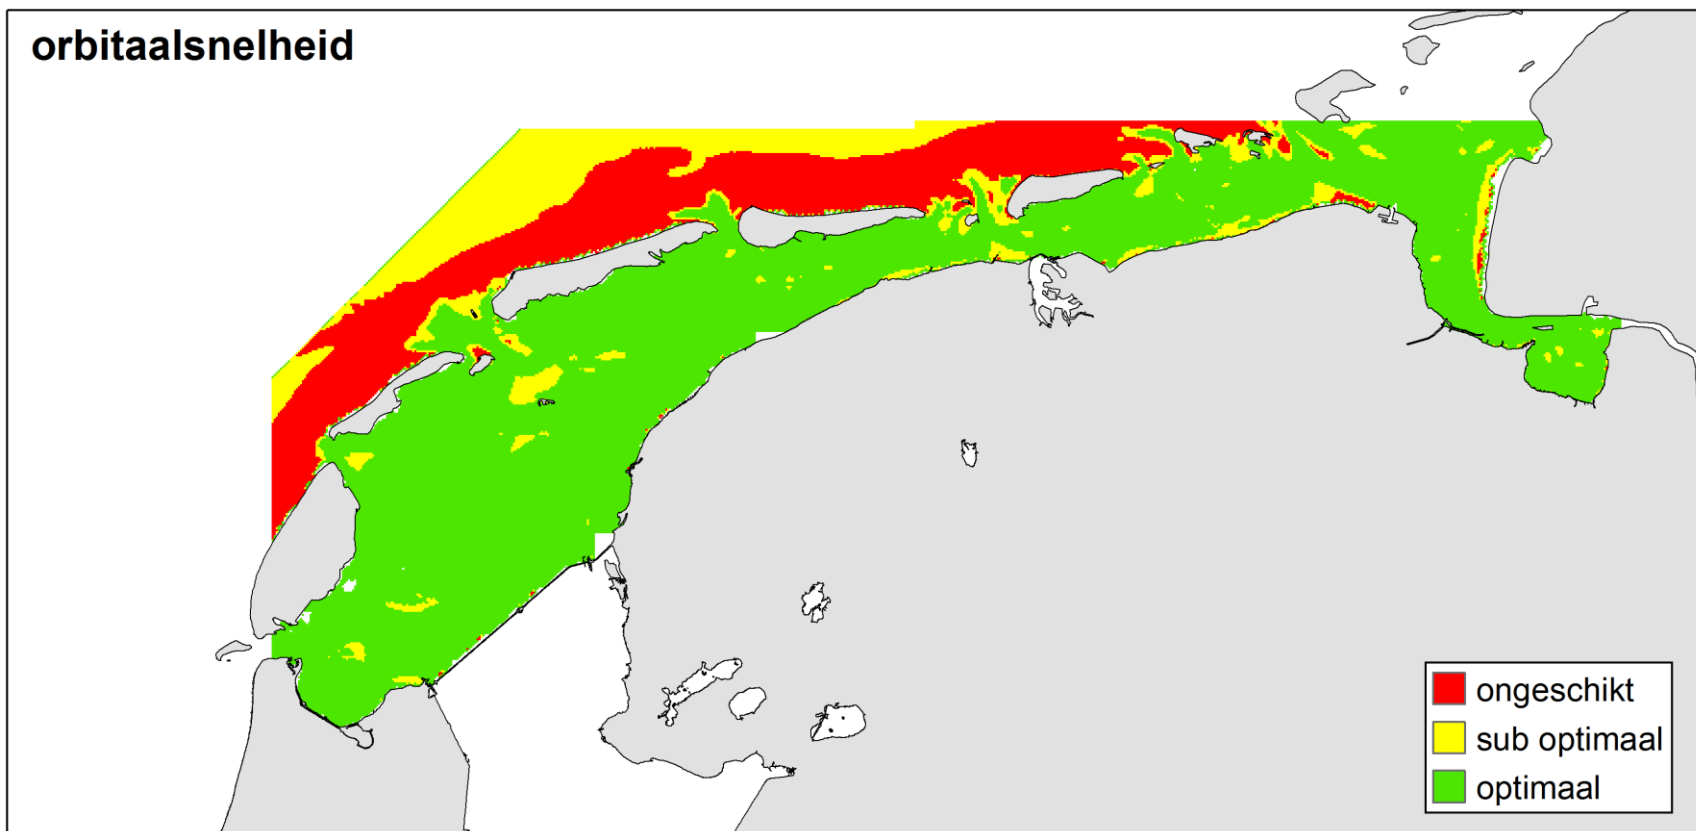 orbitaalsnelheid
ongeschikt
sub optimaal
optimaal